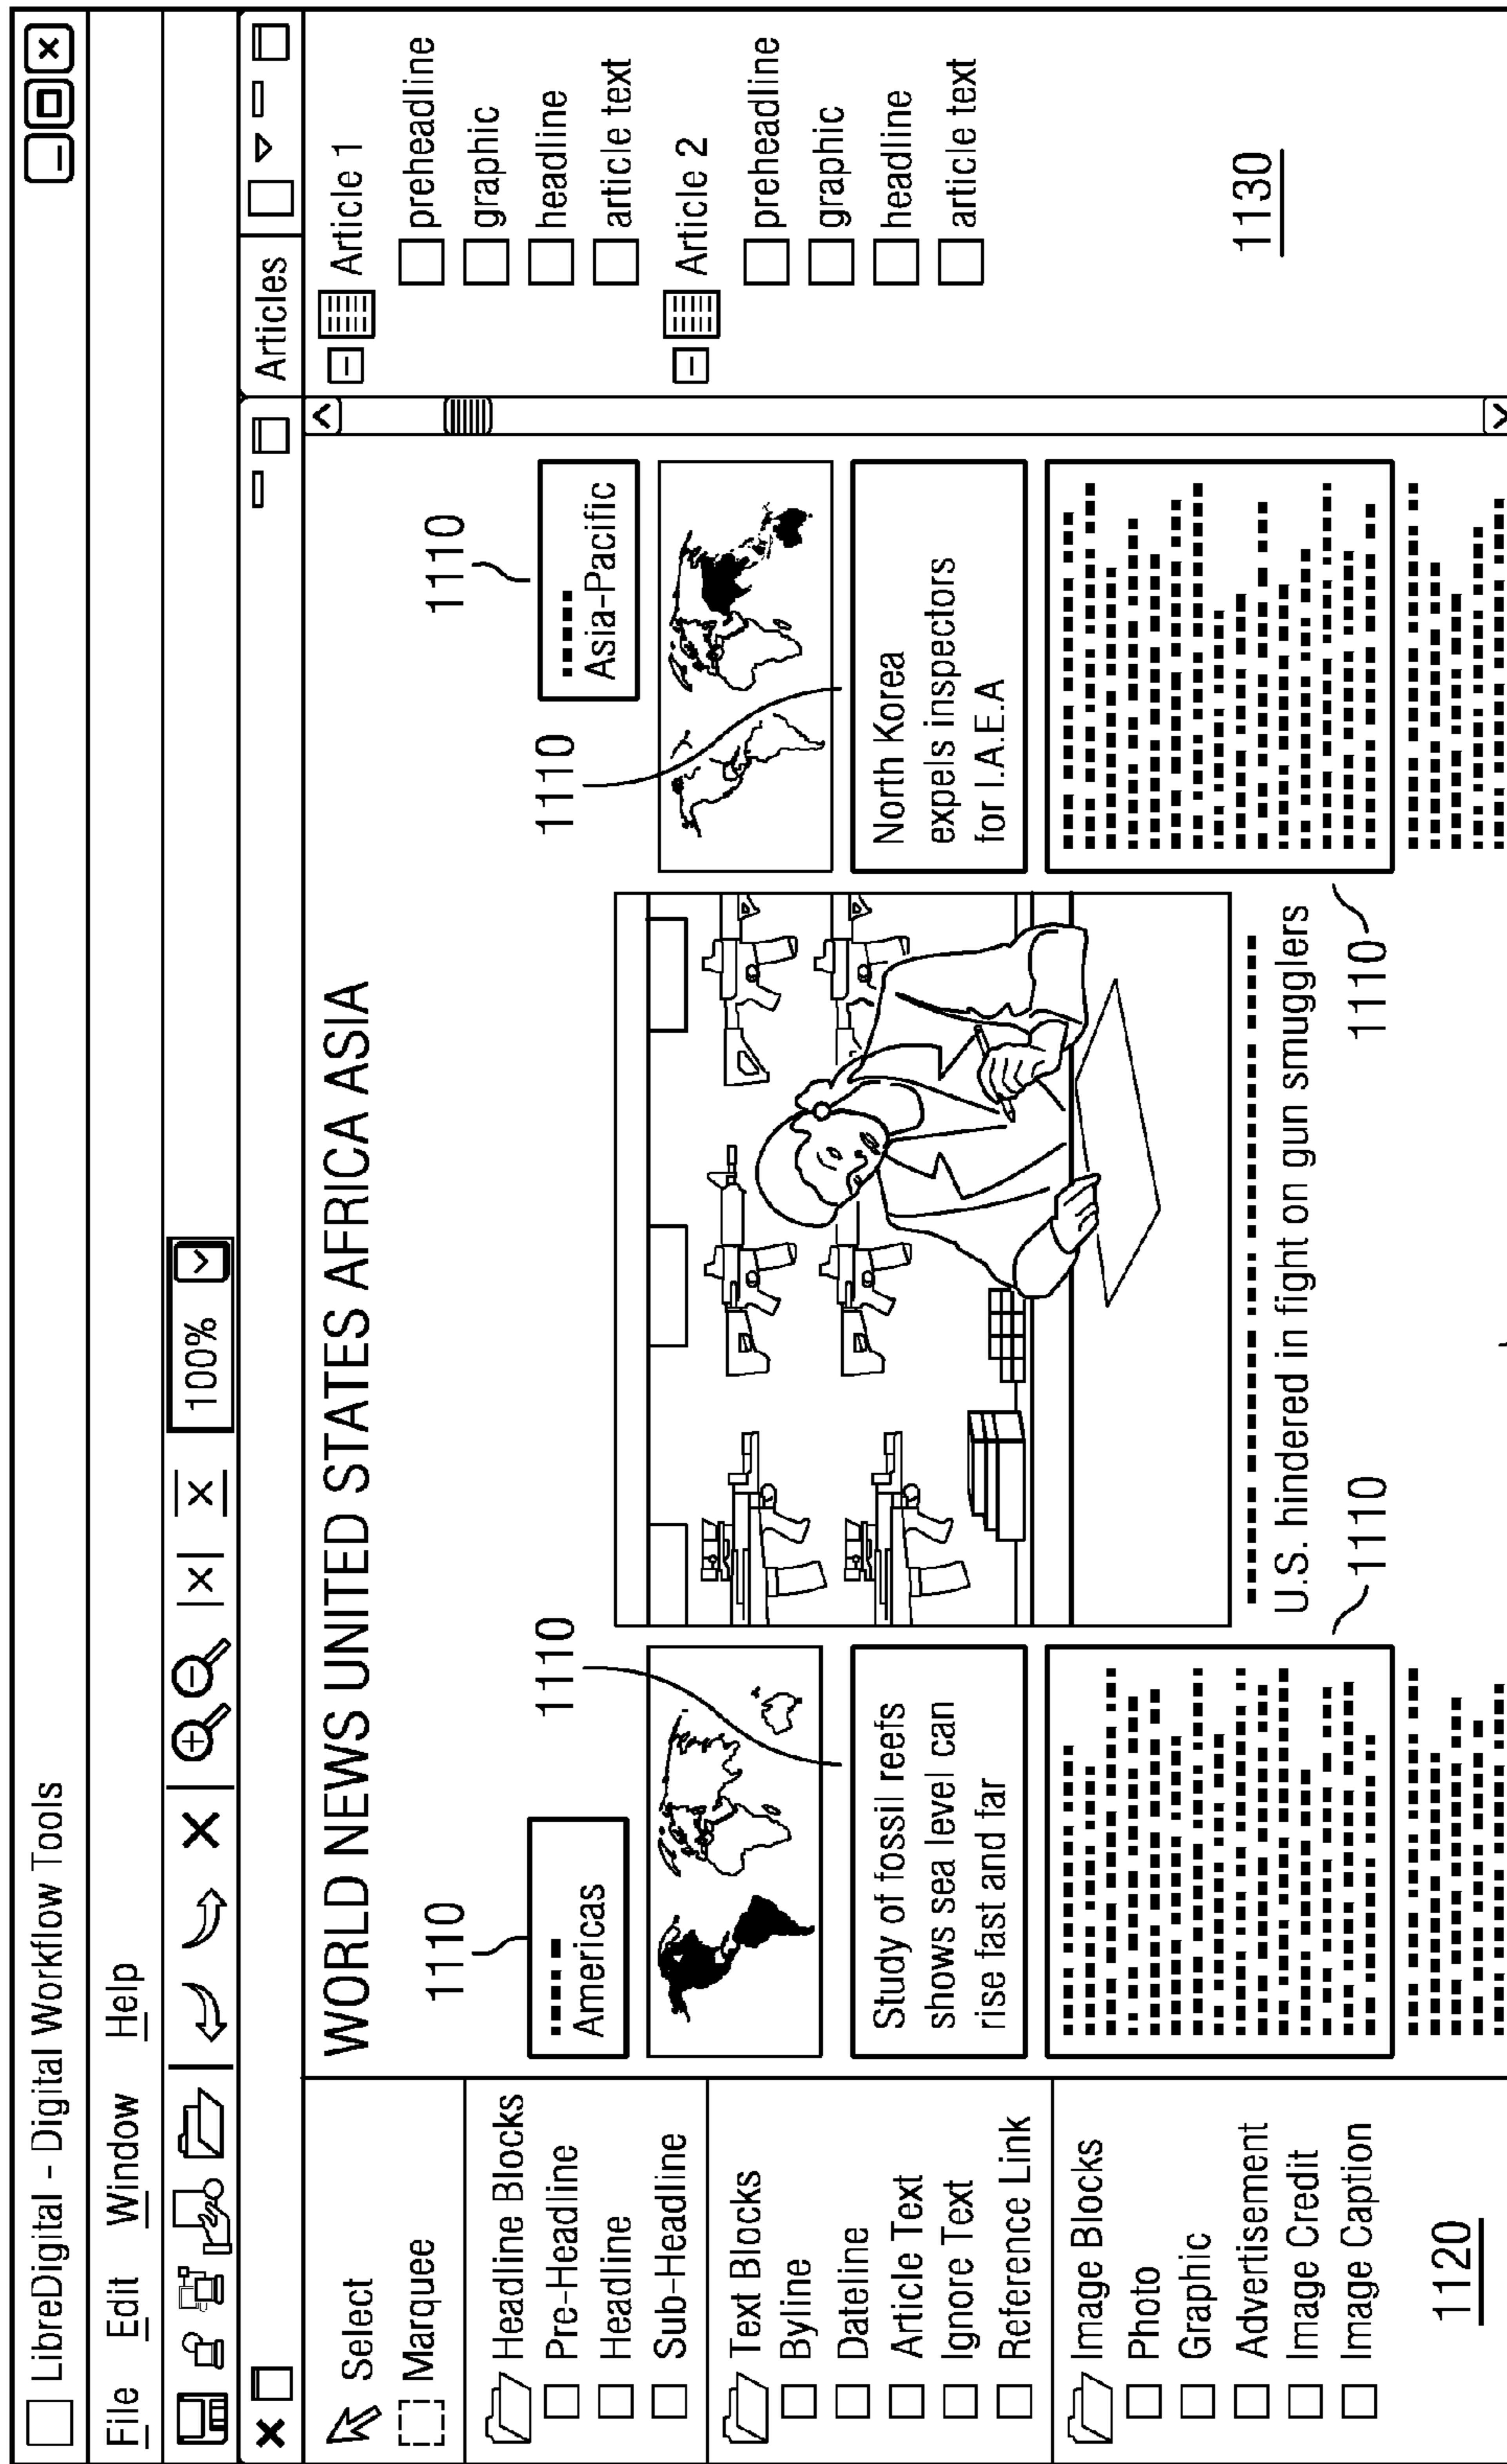 LibreDigital - Digital Workflow Tools
File Edit Window Help
100%
Select
Marquee
Headline Blocks
Pre-Headline
Headline
Sub-Headline
Text Blocks
Byline
Dateline
Article Text
Ignore Text
Reference Link
Image Blocks
Photo
Graphic
Advertisement
Image Credit
Image Caption
1120
WORLD NEWS UNITED STATES AFRICA ASIA
1110
Americas
1110
Study of fossil reefs
shows sea level can
rise fast and far
1110
U.S. hindered in fight on gun smugglers
1110
Asia-Pacific
1110
North Korea
expels inspectors
for I.A.E.A
1110
Articles
Article 1
preheadline
graphic
headline
article text
Article 2
preheadline
graphic
headline
article text
1130